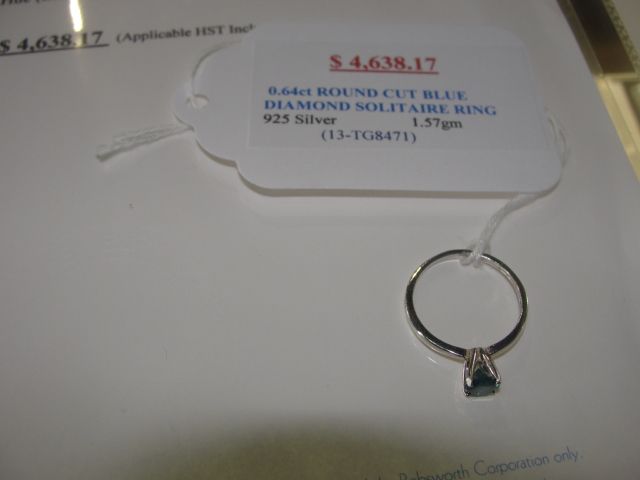 $ 4,638.17 (Applicable HST Incl
$ 4,638.17
0.64ct ROUND CUT BLUE
DIAMOND SOLITAIRE RING
925 Silver 1.57gm
(13-TG8471)
Corporation only.